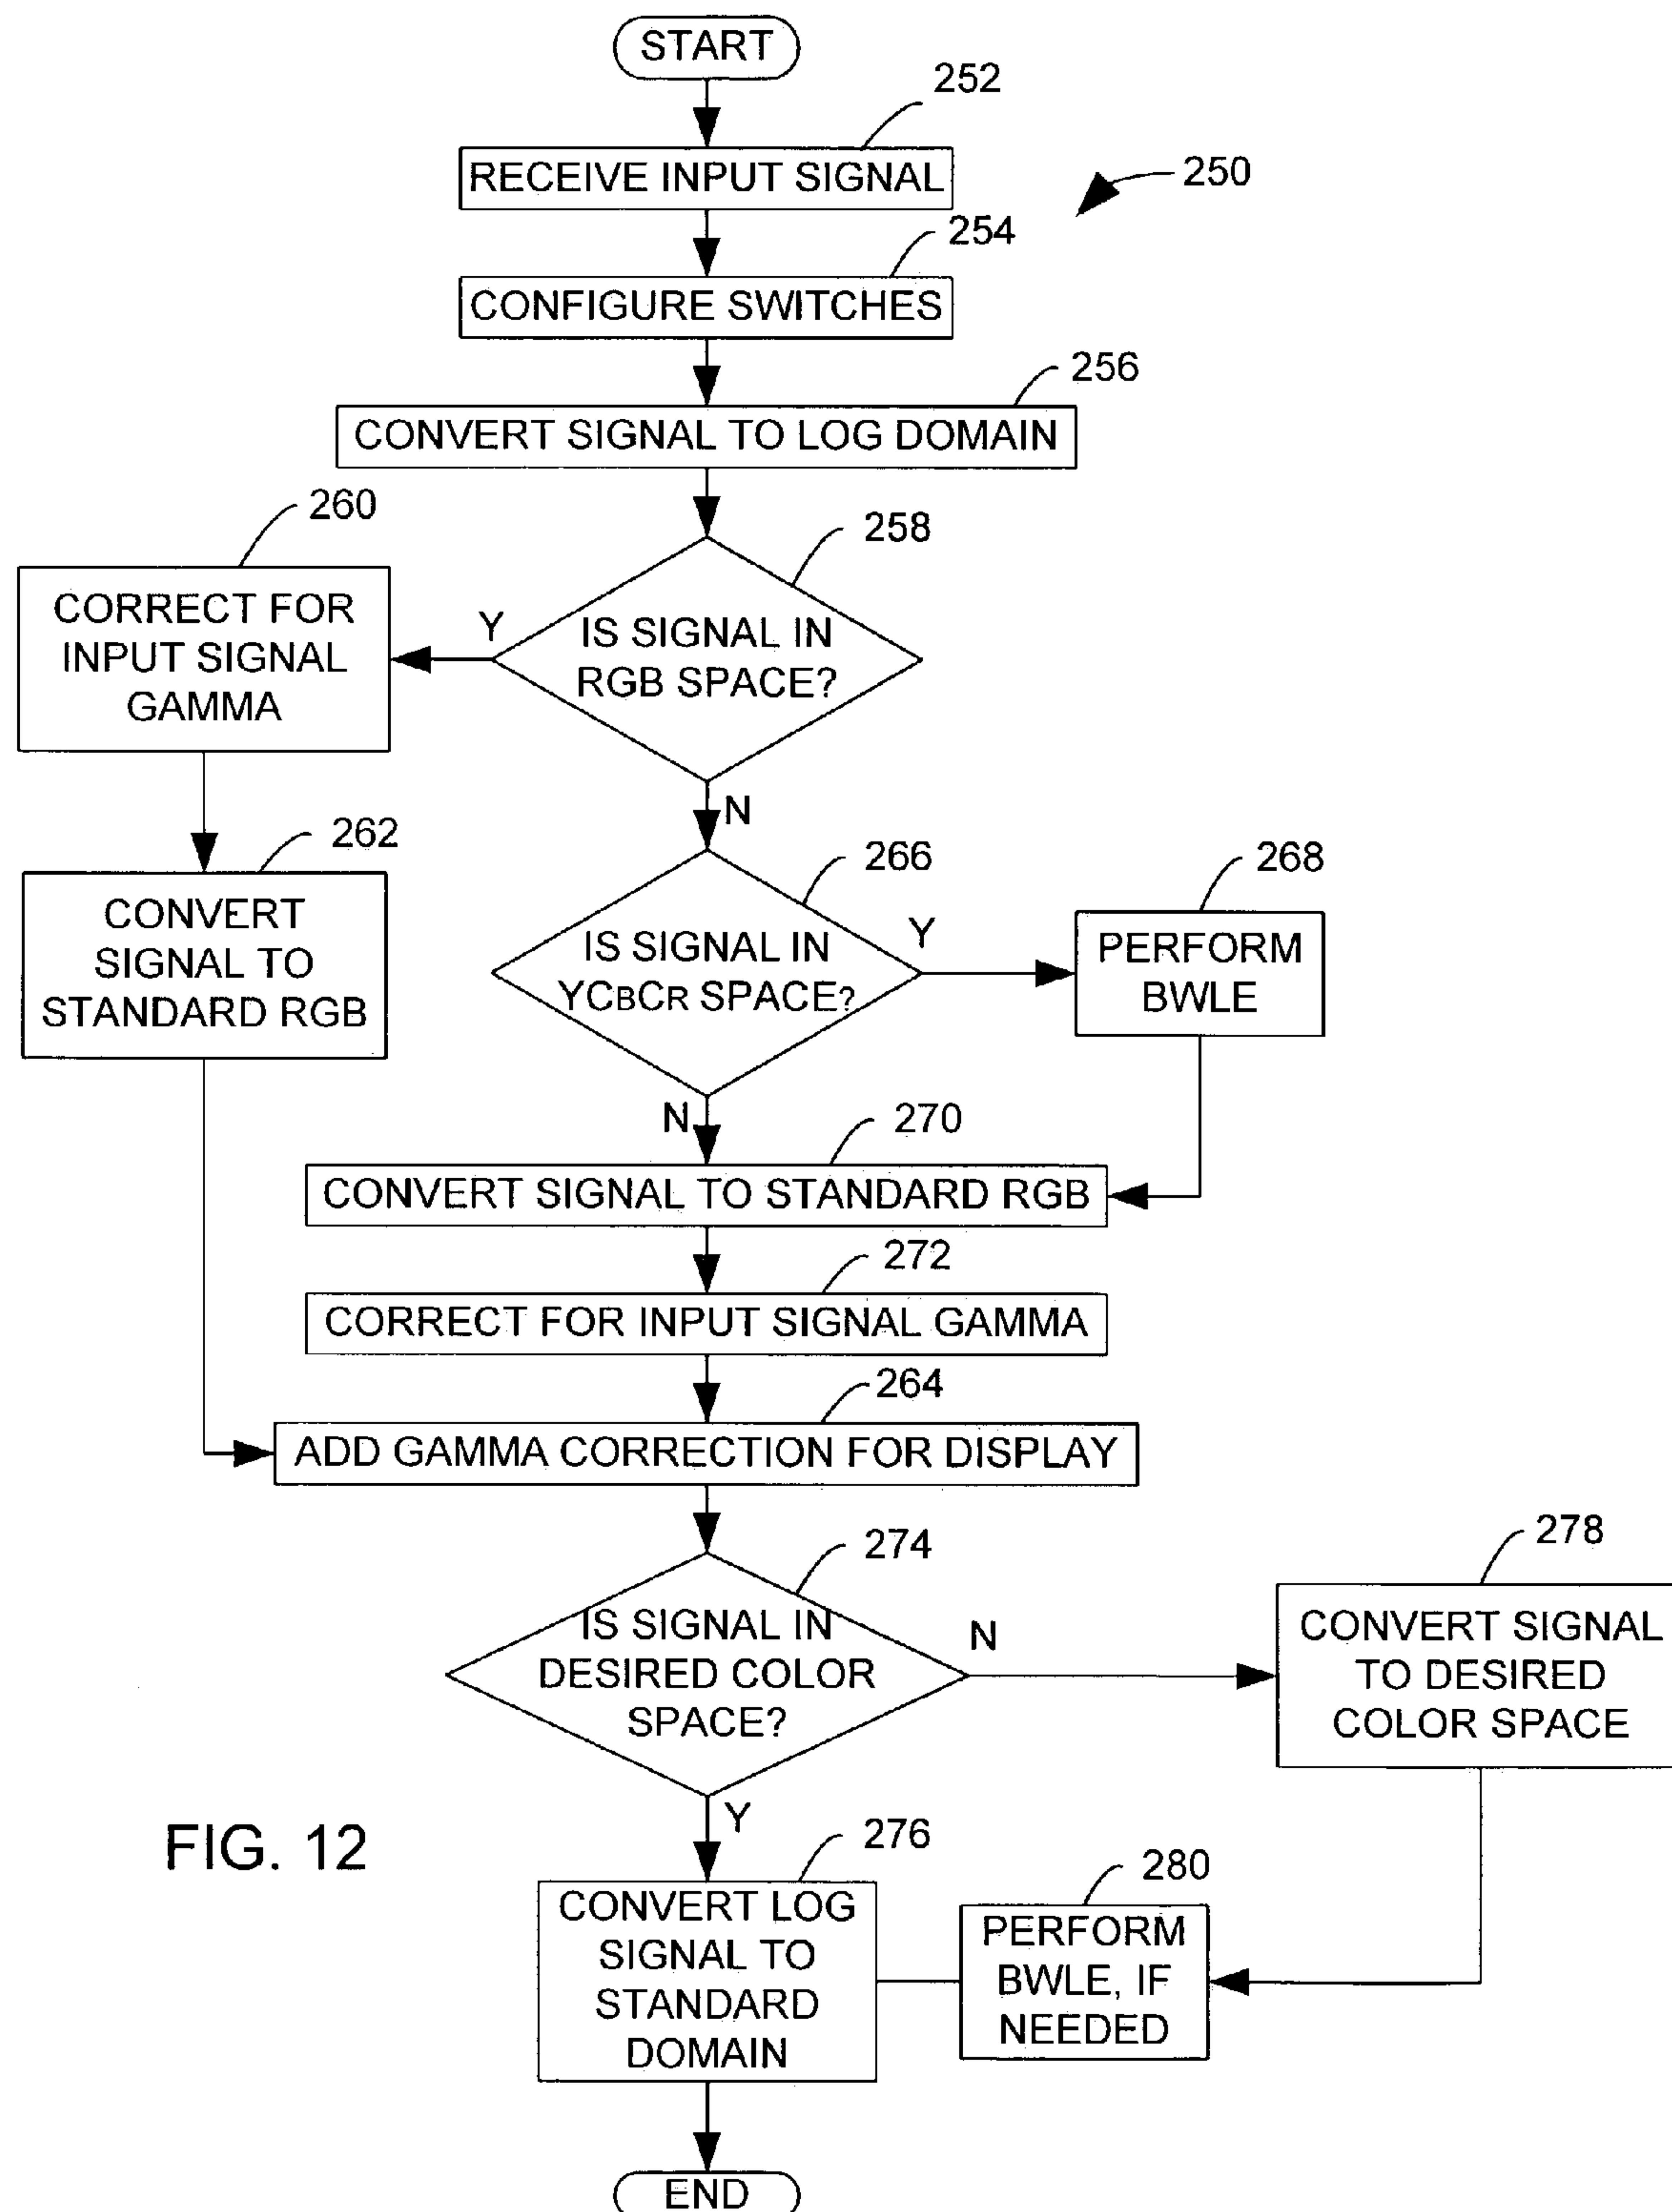 START
252
RECEIVE INPUT SIGNAL
250
254
CONFIGURE SWITCHES
256
CONVERT SIGNAL TO LOG DOMAIN
260
258
CORRECT FOR
INPUT SIGNAL
GAMMA
Y
IS SIGNAL IN
RGB SPACE?
N
262
266
268
CONVERT
SIGNAL TO
STANDARD RGB
IS SIGNAL IN
YCBCR SPACE?
Y
PERFORM
BWLE
N
270
CONVERT SIGNAL TO STANDARD RGB
272
CORRECT FOR INPUT SIGNAL GAMMA
264
ADD GAMMA CORRECTION FOR DISPLAY
274
278
IS SIGNAL IN
DESIRED COLOR
SPACE?
N
CONVERT SIGNAL
TO DESIRED
COLOR SPACE
Y
FIG. 12
276
280
CONVERT LOG
SIGNAL TO
STANDARD
DOMAIN
PERFORM
BWLE, IF
NEEDED
END